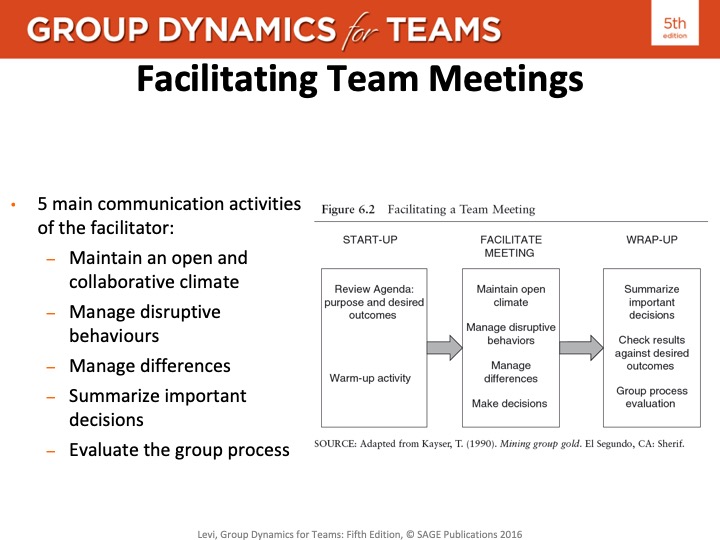 GROUP DYNAMICS for TEAMS
5th
edition
Facilitating Team Meetings
• 5 main communication activities
of the facilitator:
– Maintain an open and
collaborative climate
– Manage disruptive
behaviours
– Manage differences
– Summarize important
decisions
– Evaluate the group process
Figure 6.2 Facilitating a Team Meeting
START-UP
Review Agenda:
purpose and desired
outcomes
Warm-up activity
FACILITATE
MEETING
Maintain open
climate
Manage disruptive
behaviors
Manage
differences
Make decisions
WRAP-UP
Summarize
important
decisions
Check results
against desired
outcomes
Group process
evaluation
SOURCE: Adapted from Kayser, T. (1990). Mining group gold. El Segundo, CA: Sherif.
Levi, Group Dynamics for Teams: Fifth Edition, © SAGE Publications 2016